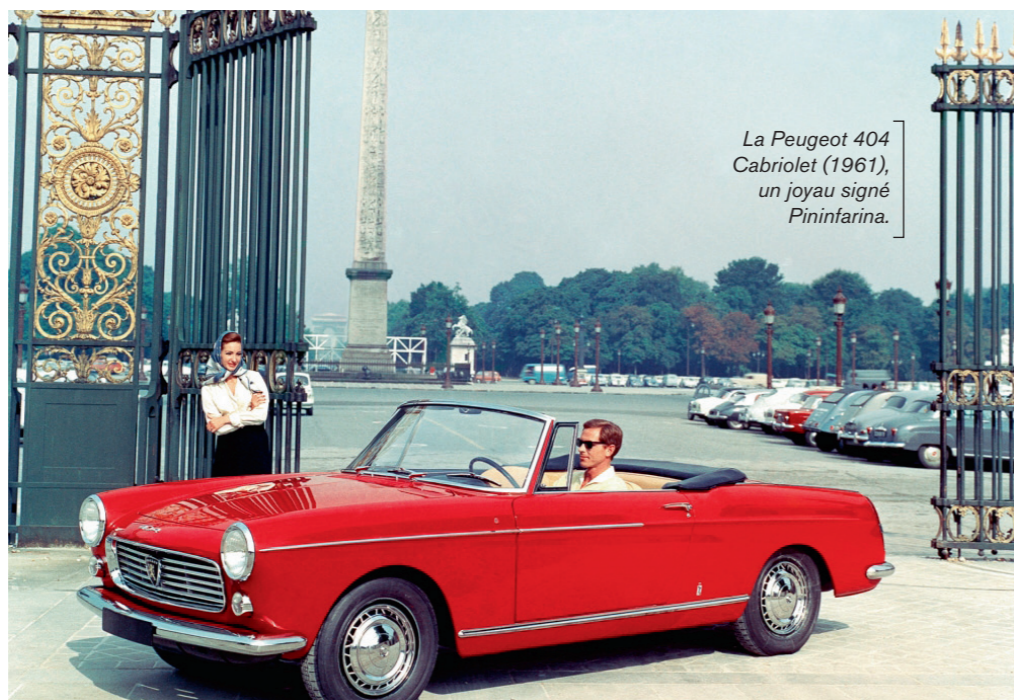 La Peugeot 404
Cabriolet (1961),
un joyau signé
Pininfarina.